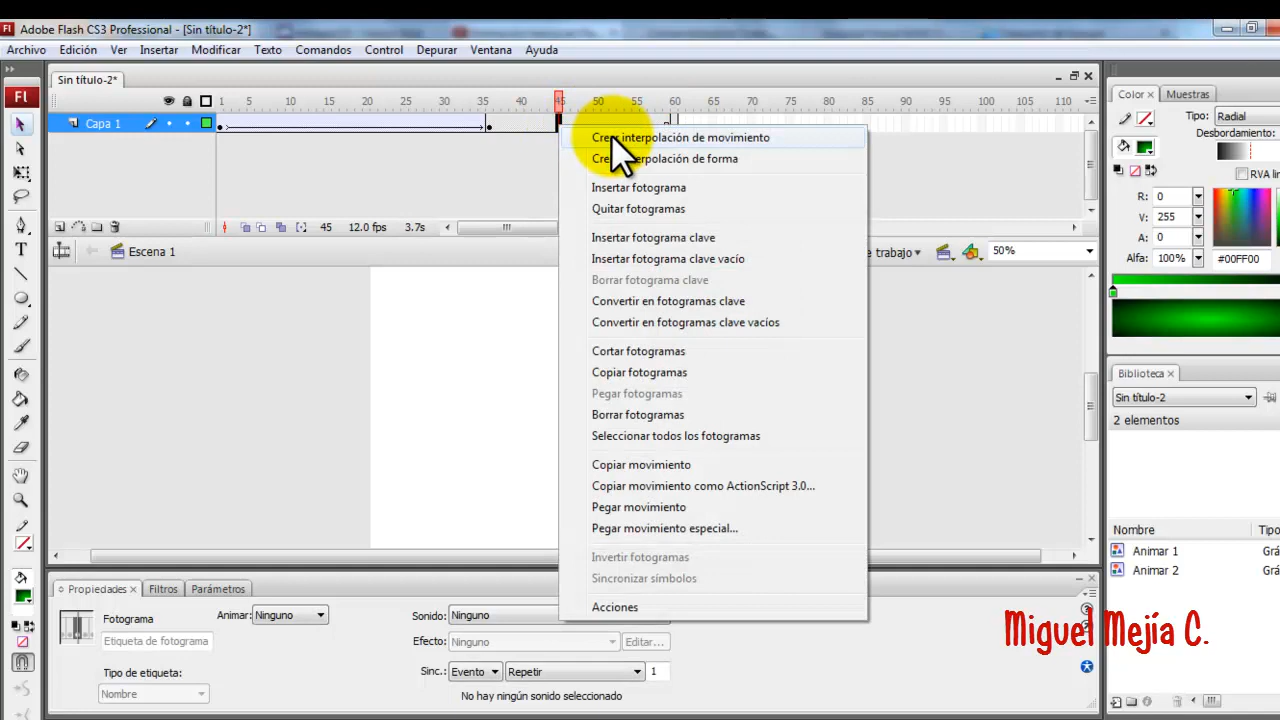 Adobe Flash CS3 Professional - [Sin título-2*]
Archivo Edición Ver Insertar Modificar Texto Comandos Control Depurar Ventana Ayuda
Sin título-2*
1 5 10 15 20 25 30 35 40 45 50 55 60 65 70 75 80 85 90 95 100 105 110
Capa 1
45 12.0 fps 3.7s
Escena 1
de trabajo
50%
Crear interpolación de movimiento
interpolación de forma
Insertar fotograma
Quitar fotogramas
Insertar fotograma clave
Insertar fotograma clave vacío
Borrar fotograma clave
Convertir en fotogramas clave
Convertir en fotogramas clave vacíos
Cortar fotogramas
Copiar fotogramas
Pegar fotogramas
Borrar fotogramas
Seleccionar todos los fotogramas
Copiar movimiento
Copiar movimiento como ActionScript 3.0...
Pegar movimiento
Pegar movimiento especial...
Invertir fotogramas
Sincronizar símbolos
Acciones
Color Muestras
Tipo: Radial
Desbordamiento:
RVA
R: 0
V: 255
A: 0
Alfa: 100% #00FF00
Biblioteca
Sin título-2
2 elementos
Nombre Tipo
Animar 1 Grá
Animar 2 Grá
Propiedades Filtros Parámetros
Fotograma
Etiqueta de fotograma
Tipo de etiqueta:
Nombre
Animar: Ninguno
Sonido: Ninguno
Efecto: Ninguno Editar...
Sinc.: Evento Repetir 1
No hay ningún sonido seleccionado
Miguel Mejía C.